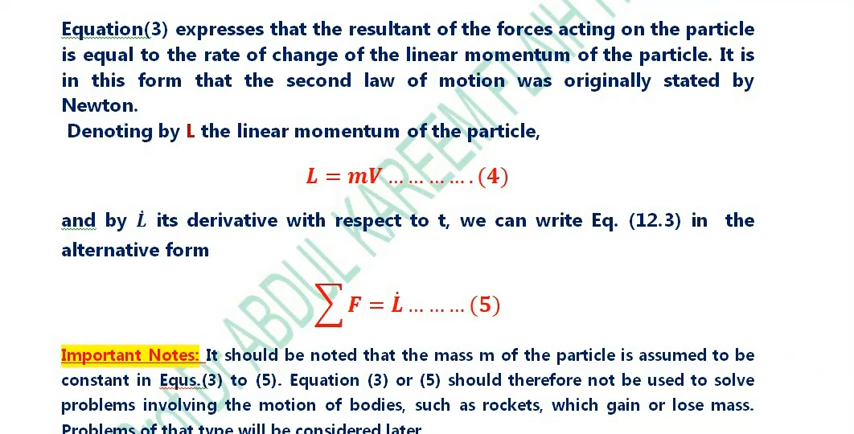 Equation(3) expresses that the resultant of the forces acting on the particle
is equal to the rate of change of the linear momentum of the particle. It is
in this form that the second law of motion was originally stated by
Newton.
Denoting by L the linear momentum of the particle,
L = mV ... ... ... ... . (4)
and by L̇ its derivative with respect to t, we can write Eq. (12.3) in the
alternative form
∑ F = L̇ ... ... ... (5)
Important Notes: It should be noted that the mass m of the particle is assumed to be
constant in Equs.(3) to (5). Equation (3) or (5) should therefore not be used to solve
problems involving the motion of bodies, such as rockets, which gain or lose mass.
Problems of that type will be considered later
Prof Dr ABDUL KAREEM FLAIH